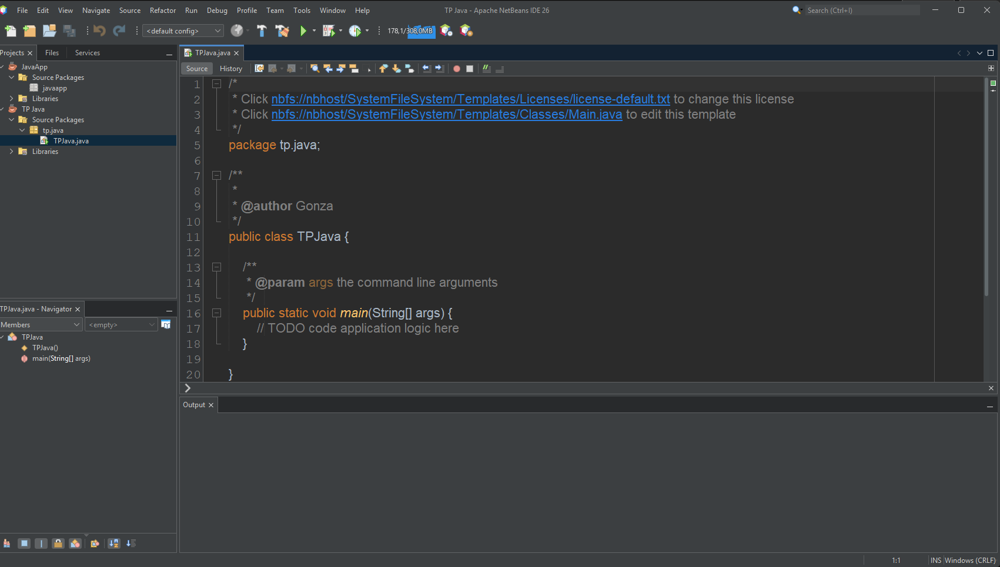 File Edit View Navigate Source Refactor Run Debug Profile Team Tools Window Help
TP Java - Apache NetBeans IDE 26
Search (Ctrl+I)
<default config>
178,1/308,0MB
Projects Files Services
JavaApp
Source Packages
javaapp
Libraries
TP Java
Source Packages
tp.java
TPJava.java
Libraries
TPJava.java - Navigator
Members <empty>
TPJava
TPJava()
main(String[] args)
TPJava.java
Source History
1 /*
2 * Click nbfs://nbhost/SystemFileSystem/Templates/Licenses/license-default.txt to change this license
3 * Click nbfs://nbhost/SystemFileSystem/Templates/Classes/Main.java to edit this template
4 */
5 package tp.java;
6
7 /**
8 *
9 * @author Gonza
10 */
11 public class TPJava {
12
13 /**
14 * @param args the command line arguments
15 */
16 public static void main(String[] args) {
17 // TODO code application logic here
18 }
19
20 }
Output
1:1 INS Windows (CRLF)